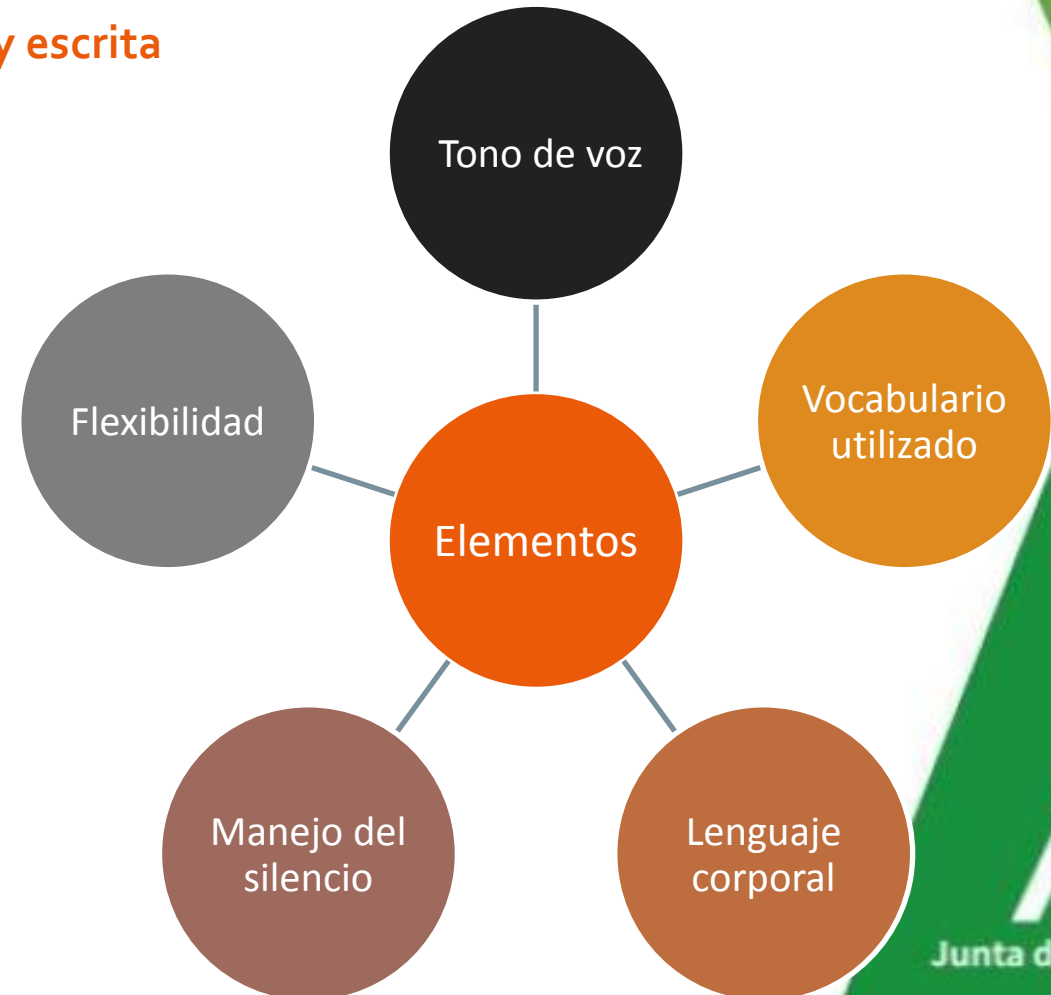 y escrita
Tono de voz
Vocabulario
utilizado
Flexibilidad
Elementos
Manejo del
silencio
Lenguaje
corporal
Junta d